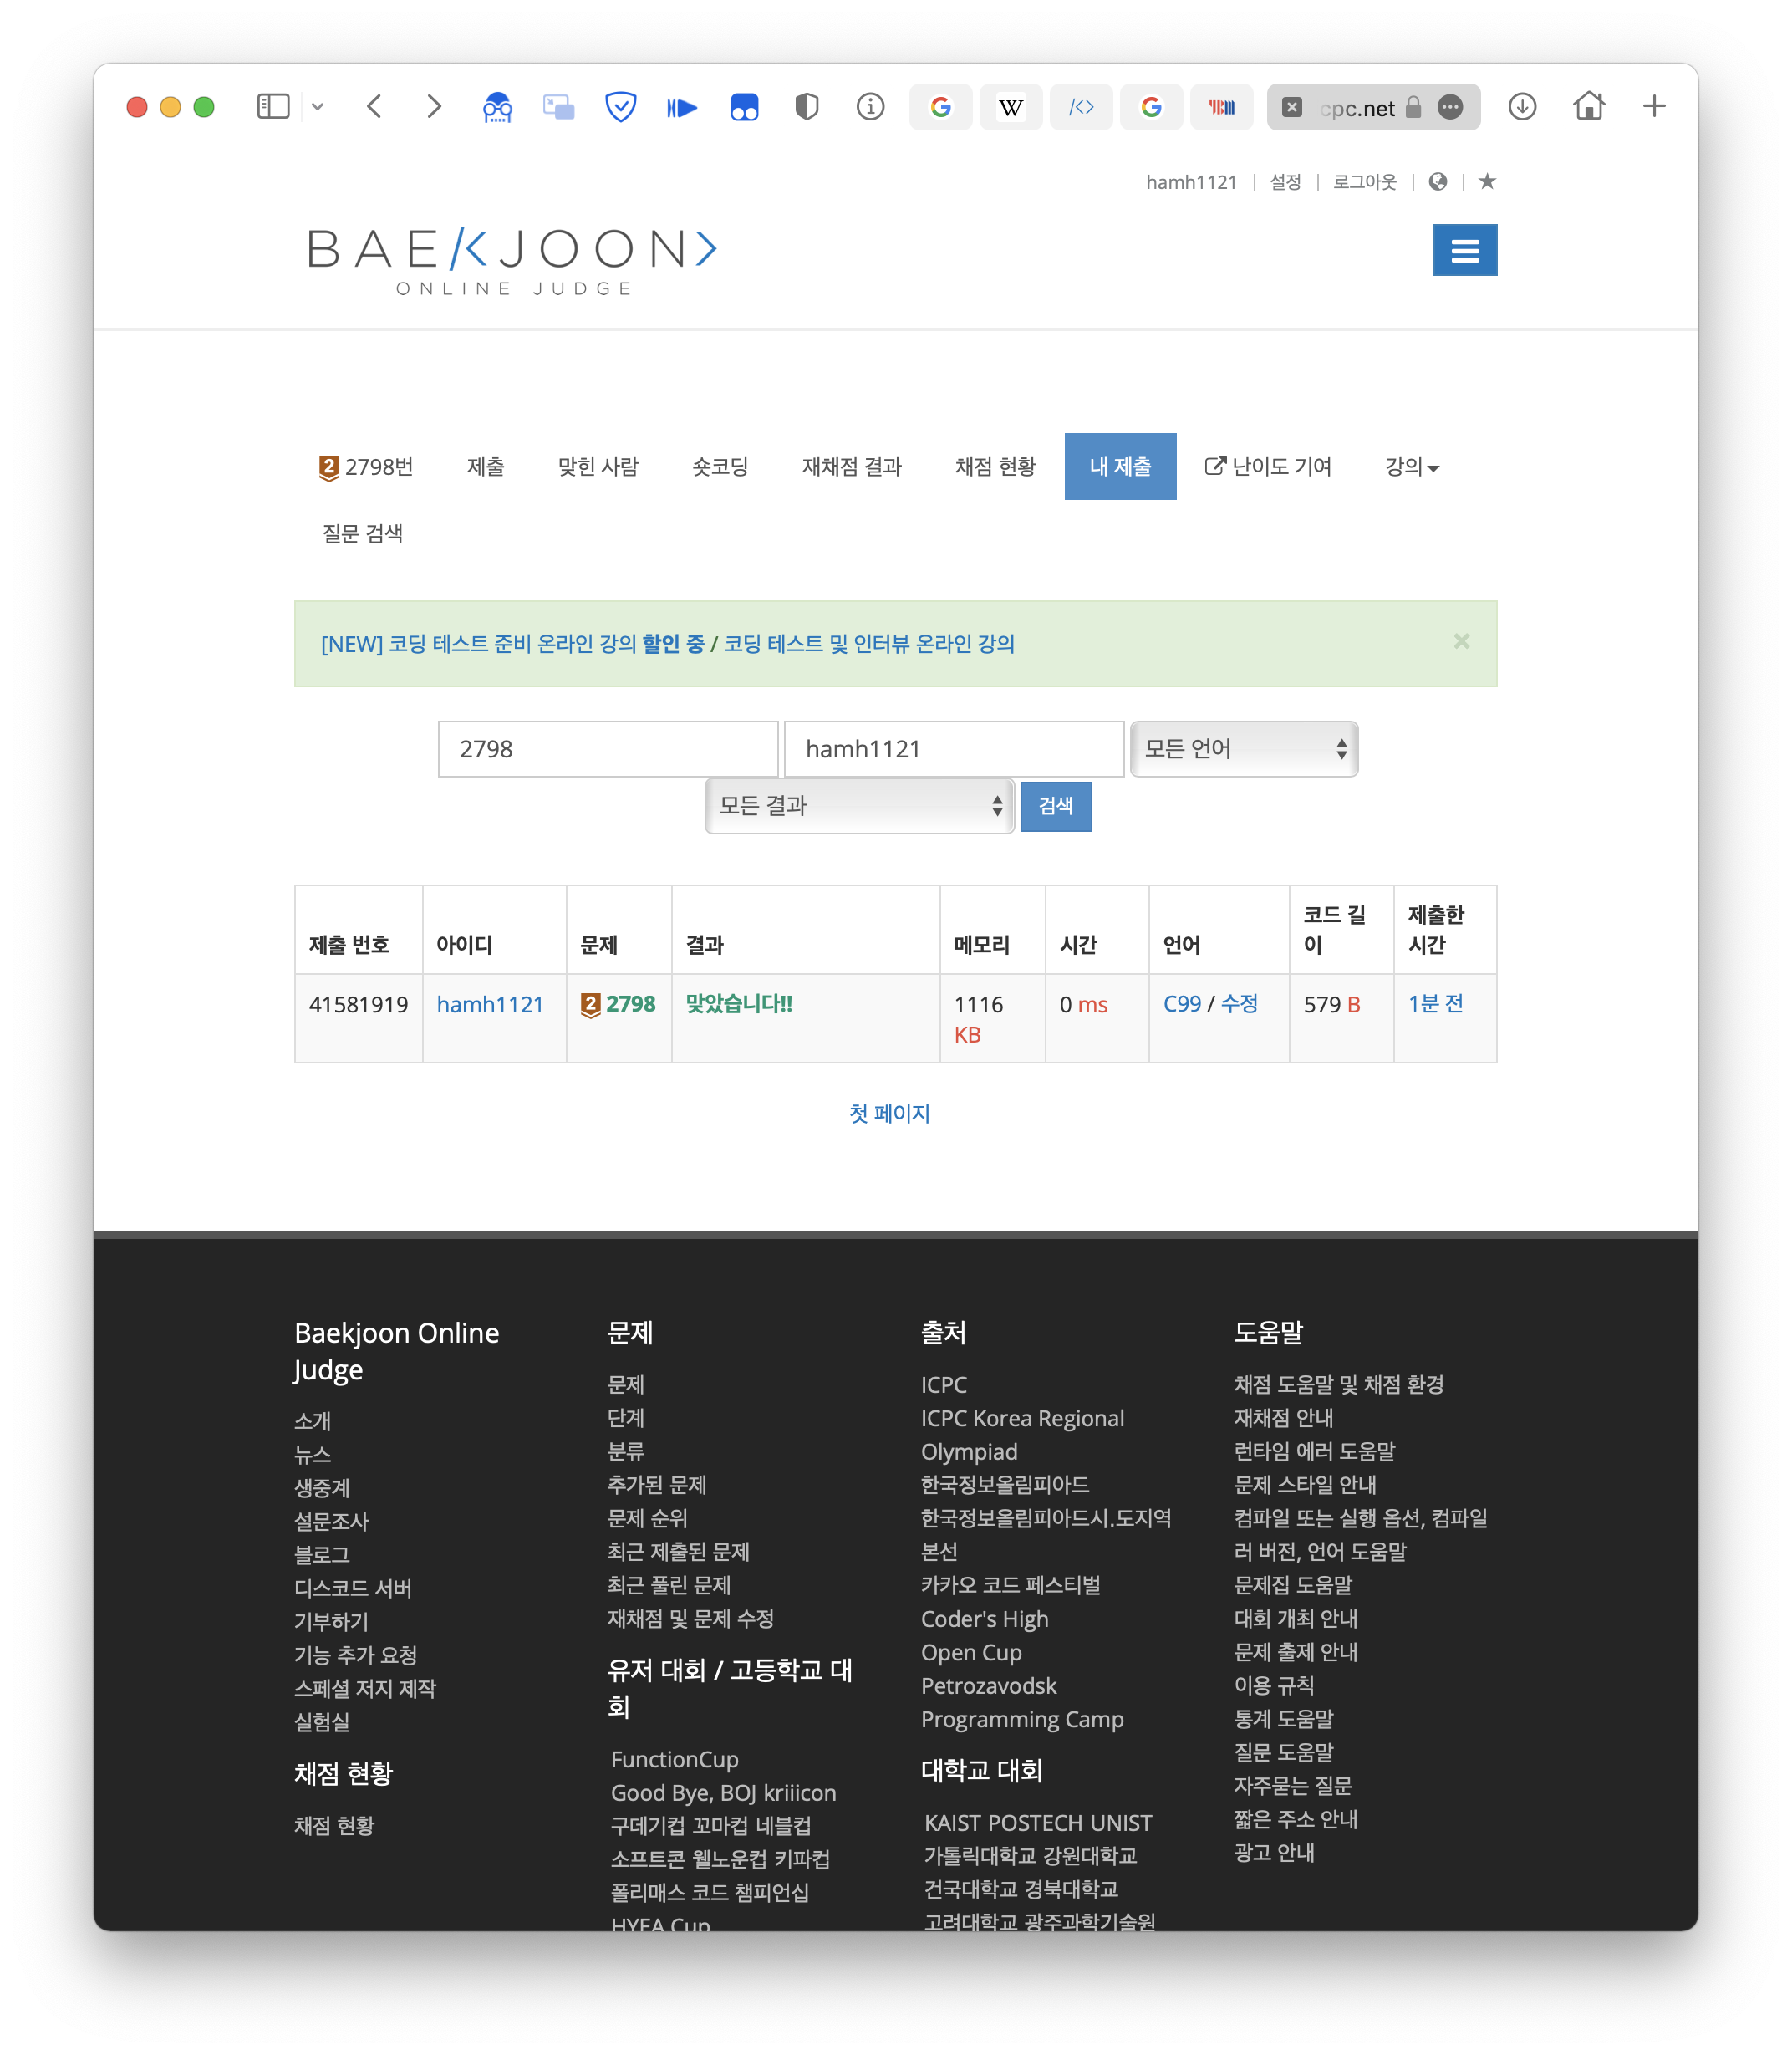 W
YBM
cpc.net
hamh1121 | 설정 | 로그아웃 |
BAEKJOON
ONLINE JUDGE
2 2798번 제출 맞힌 사람 숏코딩 재채점 결과 채점 현황 내 제출 난이도 기여 강의
질문 검색
[NEW] 코딩 테스트 준비 온라인 강의 할인 중 / 코딩 테스트 및 인터뷰 온라인 강의 ×
2798 hamh1121 모든 언어
모든 결과 검색
제출 번호 아이디 문제 결과 메모리 시간 언어 코드 길이 제출한 시간
41581919 hamh1121 2 2798 맞았습니다!! 1116 KB 0 ms C99 / 수정 579 B 1분 전
첫 페이지
Baekjoon Online
Judge
소개
뉴스
생중계
설문조사
블로그
디스코드 서버
기부하기
기능 추가 요청
스페셜 저지 제작
실험실
채점 현황
채점 현황
문제
문제
단계
분류
추가된 문제
문제 순위
최근 제출된 문제
최근 풀린 문제
재채점 및 문제 수정
유저 대회 / 고등학교 대
회
FunctionCup
Good Bye, BOJ kriiicon
구데기컵 꼬마컵 네블컵
소프트콘 웰노운컵 키파컵
폴리매스 코드 챔피언십
HYEA Cup
출처
ICPC
ICPC Korea Regional
Olympiad
한국정보올림피아드
한국정보올림피아드시.도지역
본선
카카오 코드 페스티벌
Coder's High
Open Cup
Petrozavodsk
Programming Camp
대학교 대회
KAIST POSTECH UNIST
가톨릭대학교 강원대학교
건국대학교 경북대학교
고려대학교 광주과학기술원
도움말
채점 도움말 및 채점 환경
재채점 안내
런타임 에러 도움말
문제 스타일 안내
컴파일 또는 실행 옵션, 컴파일
러 버전, 언어 도움말
문제집 도움말
대회 개최 안내
문제 출제 안내
이용 규칙
통계 도움말
질문 도움말
자주묻는 질문
짧은 주소 안내
광고 안내